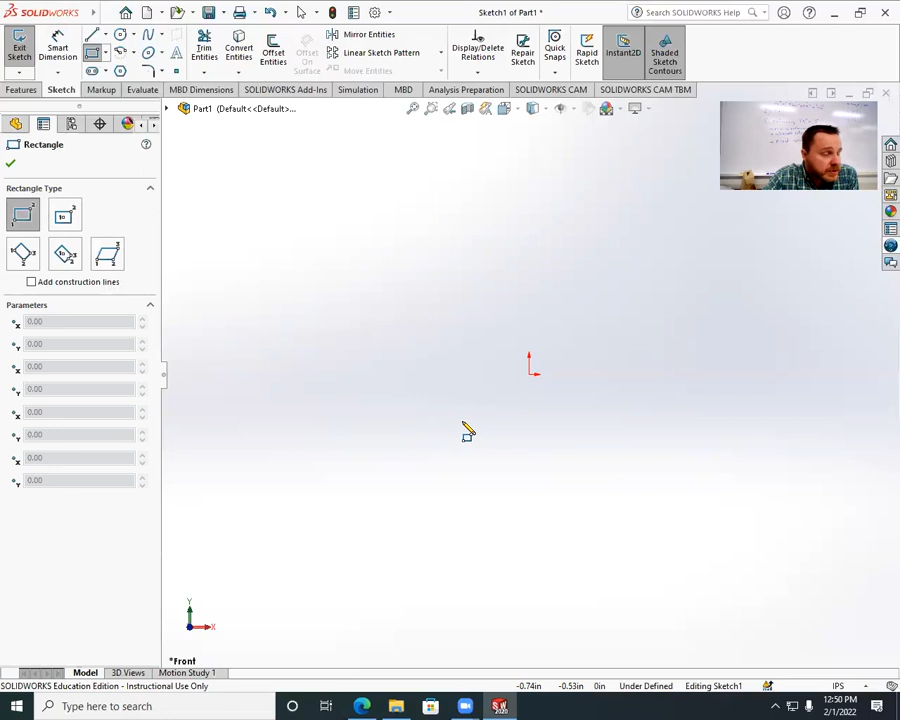 SOLIDWORKS
Sketch1 of Part1 *
Search SOLIDWORKS Help
Exit Sketch
Smart Dimension
Trim Entities
Convert Entities
Offset Entities
Offset On Surface
Mirror Entities
Linear Sketch Pattern
Move Entities
Display/Delete Relations
Repair Sketch
Quick Snaps
Rapid Sketch
Instant2D
Shaded Sketch Contours
Features
Sketch
Markup
Evaluate
MBD Dimensions
SOLIDWORKS Add-Ins
Simulation
MBD
Analysis Preparation
SOLIDWORKS CAM
SOLIDWORKS CAM TBM
Part1 (Default<<Default>...
Rectangle
Rectangle Type
Add construction lines
Parameters
0.00
0.00
0.00
0.00
0.00
0.00
0.00
0.00
Y
X
*Front
Model
3D Views
Motion Study 1
SOLIDWORKS Education Edition - Instructional Use Only
-0.74in
-0.53in
0in
Under Defined
Editing Sketch1
IPS
Type here to search
SW 2020
12:50 PM
2/1/2022